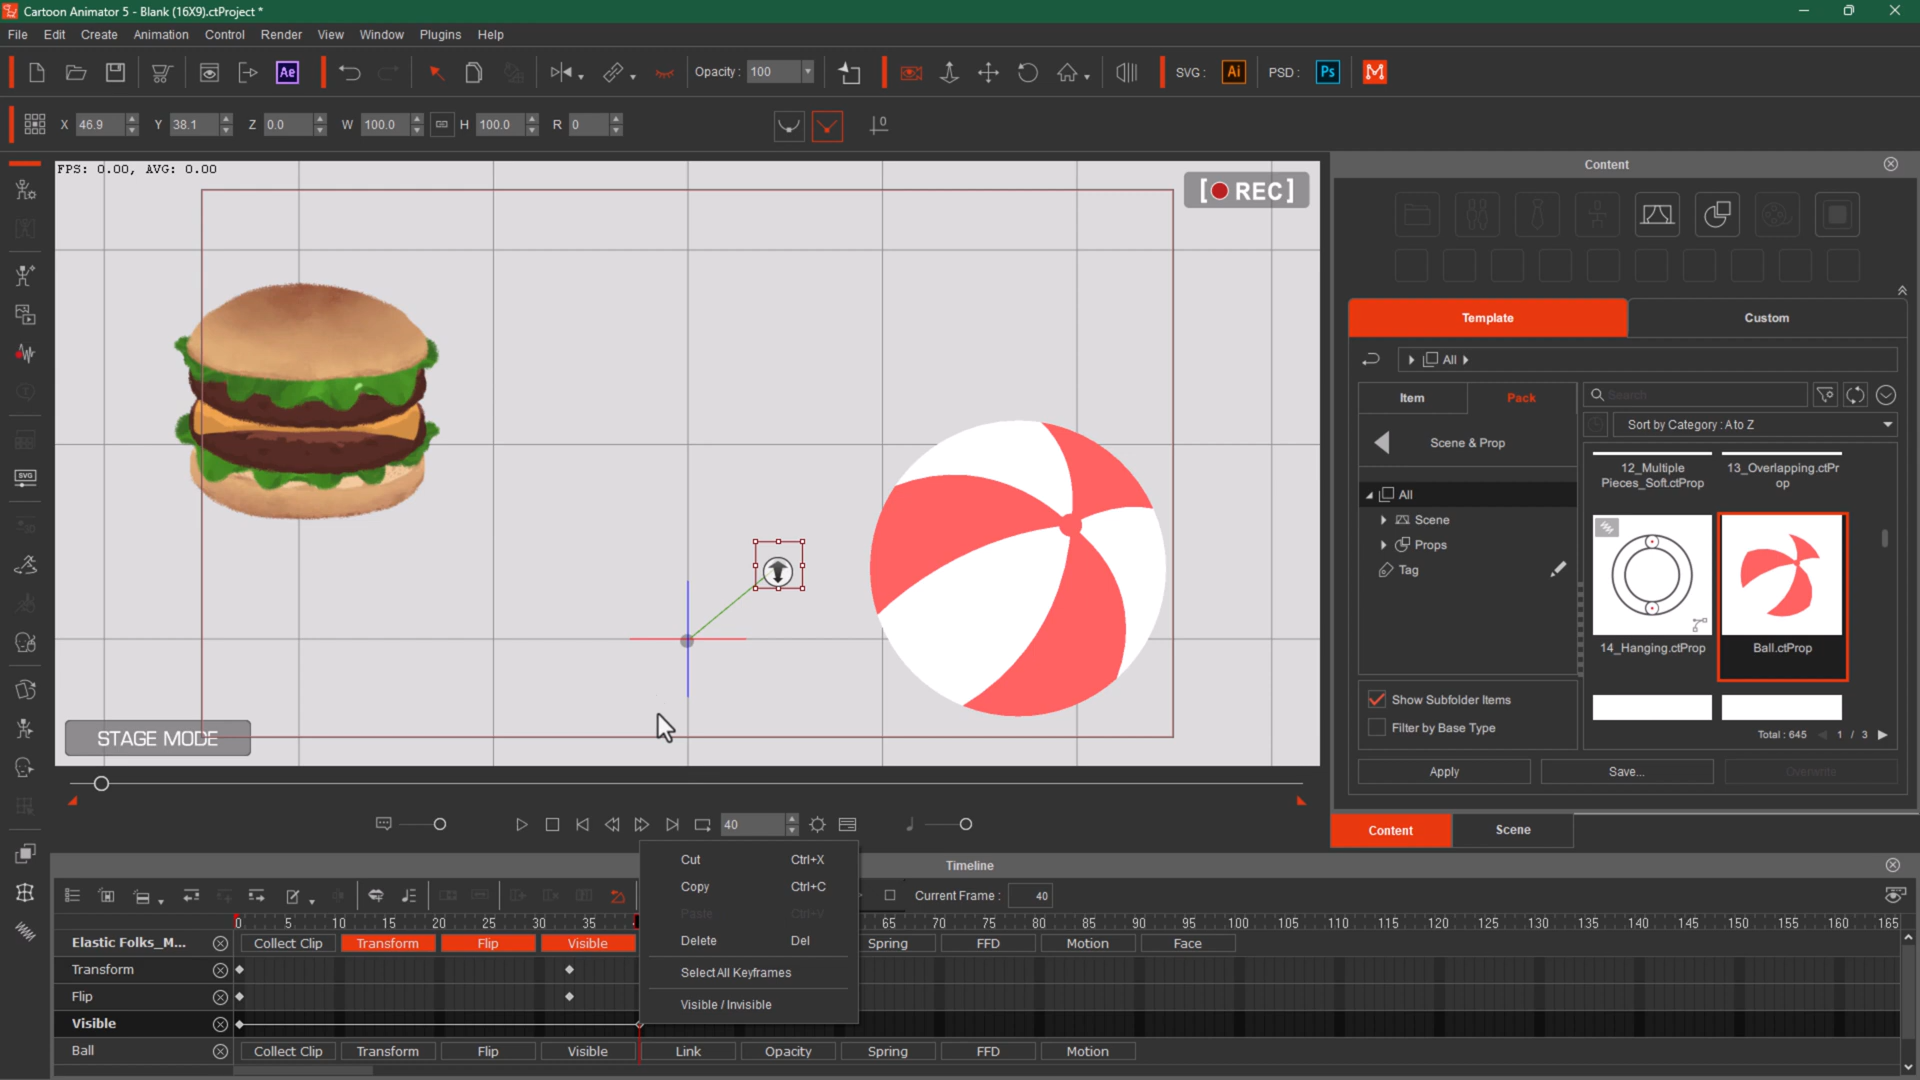 Cartoon Animator 5 - Blank (16X9).ctProject *
File Edit Create Animation Control Render View Window Plugins Help
Ae Opacity : 100 SVG : Ai PSD : Ps
X 46.9 Y 38.1 Z 0.0 W 100.0 H 100.0 R 0
FPS: 0.00, AVG: 0.00
[ REC ]
STAGE MODE
Content
Template Custom
All
Item Pack
Search
Scene & Prop
Sort by Category : A to Z
All
Scene
Props
Tag
12_Multiple Pieces_Soft.ctProp
13_Overlapping.ctProp
14_Hanging.ctProp
Ball.ctProp
Show Subfolder Items
Filter by Base Type
Total : 645 1 / 3
Apply Save... Overwrite
Content Scene
40
Timeline
Current Frame : 40
0 5 10 15 20 25 30 35 65 70 75 80 85 90 95 100 105 110 115 120 125 130 135 140 145 150 155 160 165
Elastic Folks_M... Collect Clip Transform Flip Visible Spring FFD Motion Face
Transform
Flip
Visible
Ball Collect Clip Transform Flip Visible Link Opacity Spring FFD Motion
Cut Ctrl+X
Copy Ctrl+C
Paste Ctrl+V
Delete Del
Select All Keyframes
Visible / Invisible
SVG